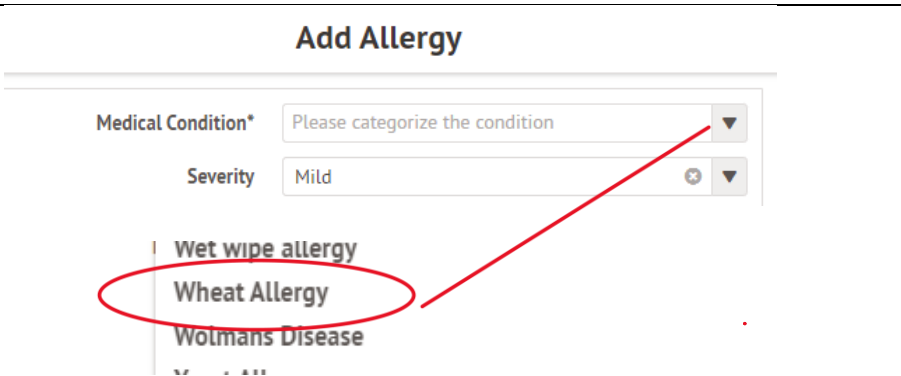 Add Allergy
Medical Condition* Please categorize the condition
Severity Mild
Wet wipe allergy
Wheat Allergy
Wolmans Disease